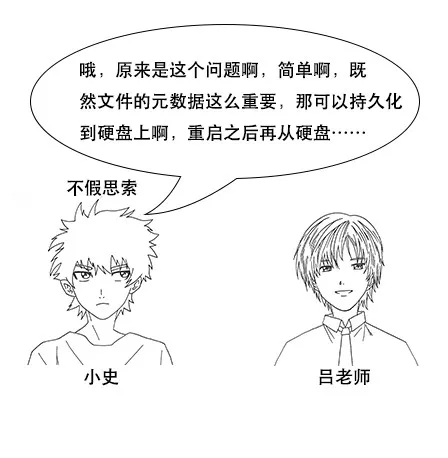 哦，原来是这个问题啊，简单啊，既
然文件的元数据这么重要，那可以持久化
到硬盘上啊，重启之后再从硬盘……
不假思索
小史
吕老师